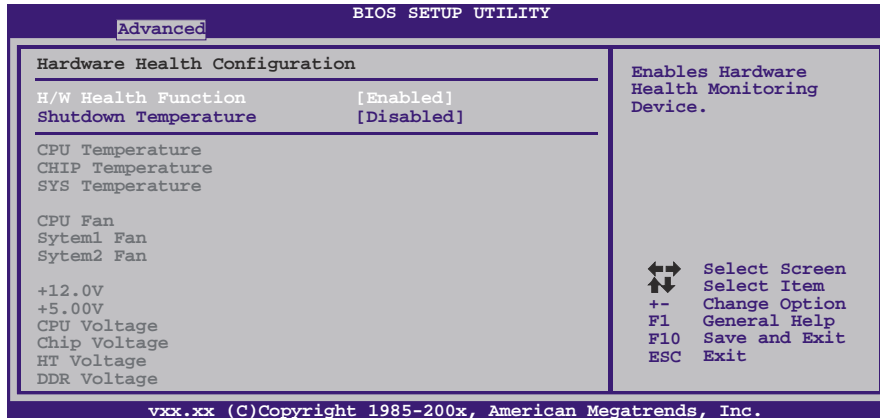 BIOS SETUP UTILITY
Advanced
Hardware Health Configuration
H/W Health Function [Enabled]
Shutdown Temperature [Disabled]
CPU Temperature
CHIP Temperature
SYS Temperature
CPU Fan
Sytem1 Fan
Sytem2 Fan
+12.0V
+5.00V
CPU Voltage
Chip Voltage
HT Voltage
DDR Voltage
Enables Hardware
Health Monitoring
Device.
Select Screen
Select Item
+- Change Option
F1 General Help
F10 Save and Exit
ESC Exit
vxx.xx (C)Copyright 1985-200x, American Megatrends, Inc.